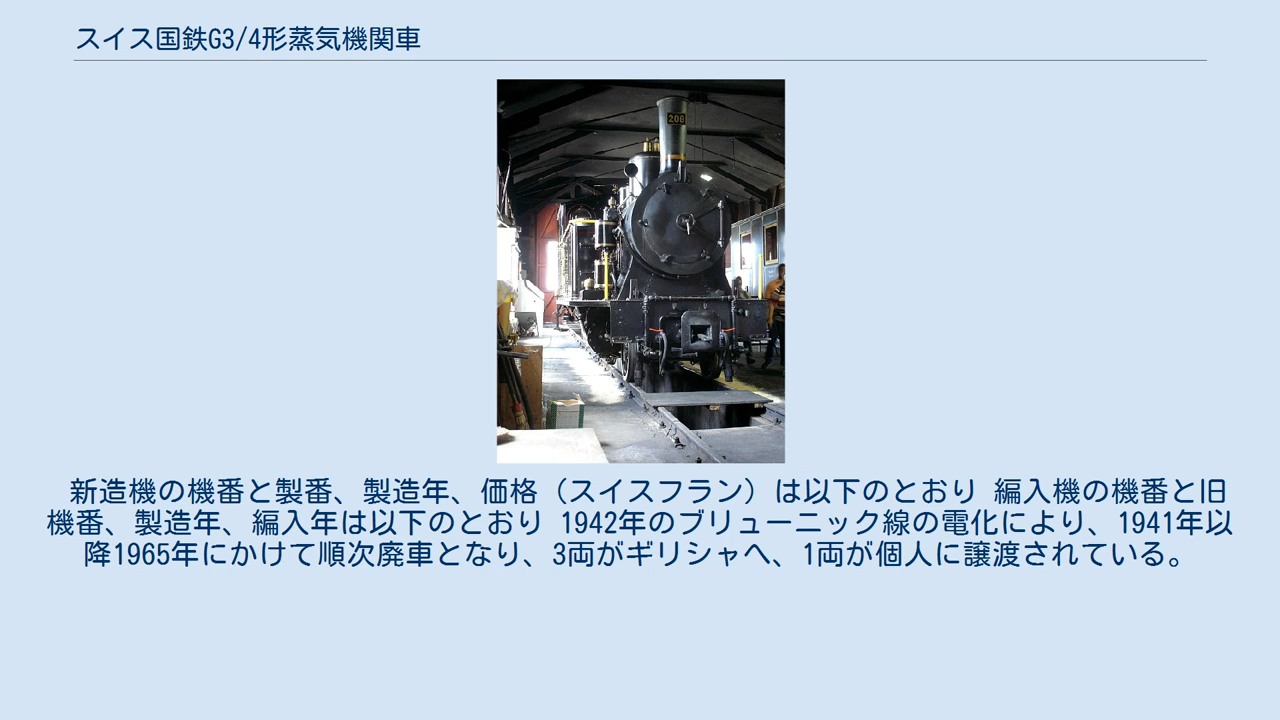 スイス国鉄G3/4形蒸気機関車
208
新造機の機番と製番、製造年、価格（スイスフラン）は以下のとおり 編入機の機番と旧
機番、製造年、編入年は以下のとおり 1942年のブリューニック線の電化により、1941年以
降1965年にかけて順次廃車となり、3両がギリシャへ、1両が個人に譲渡されている。